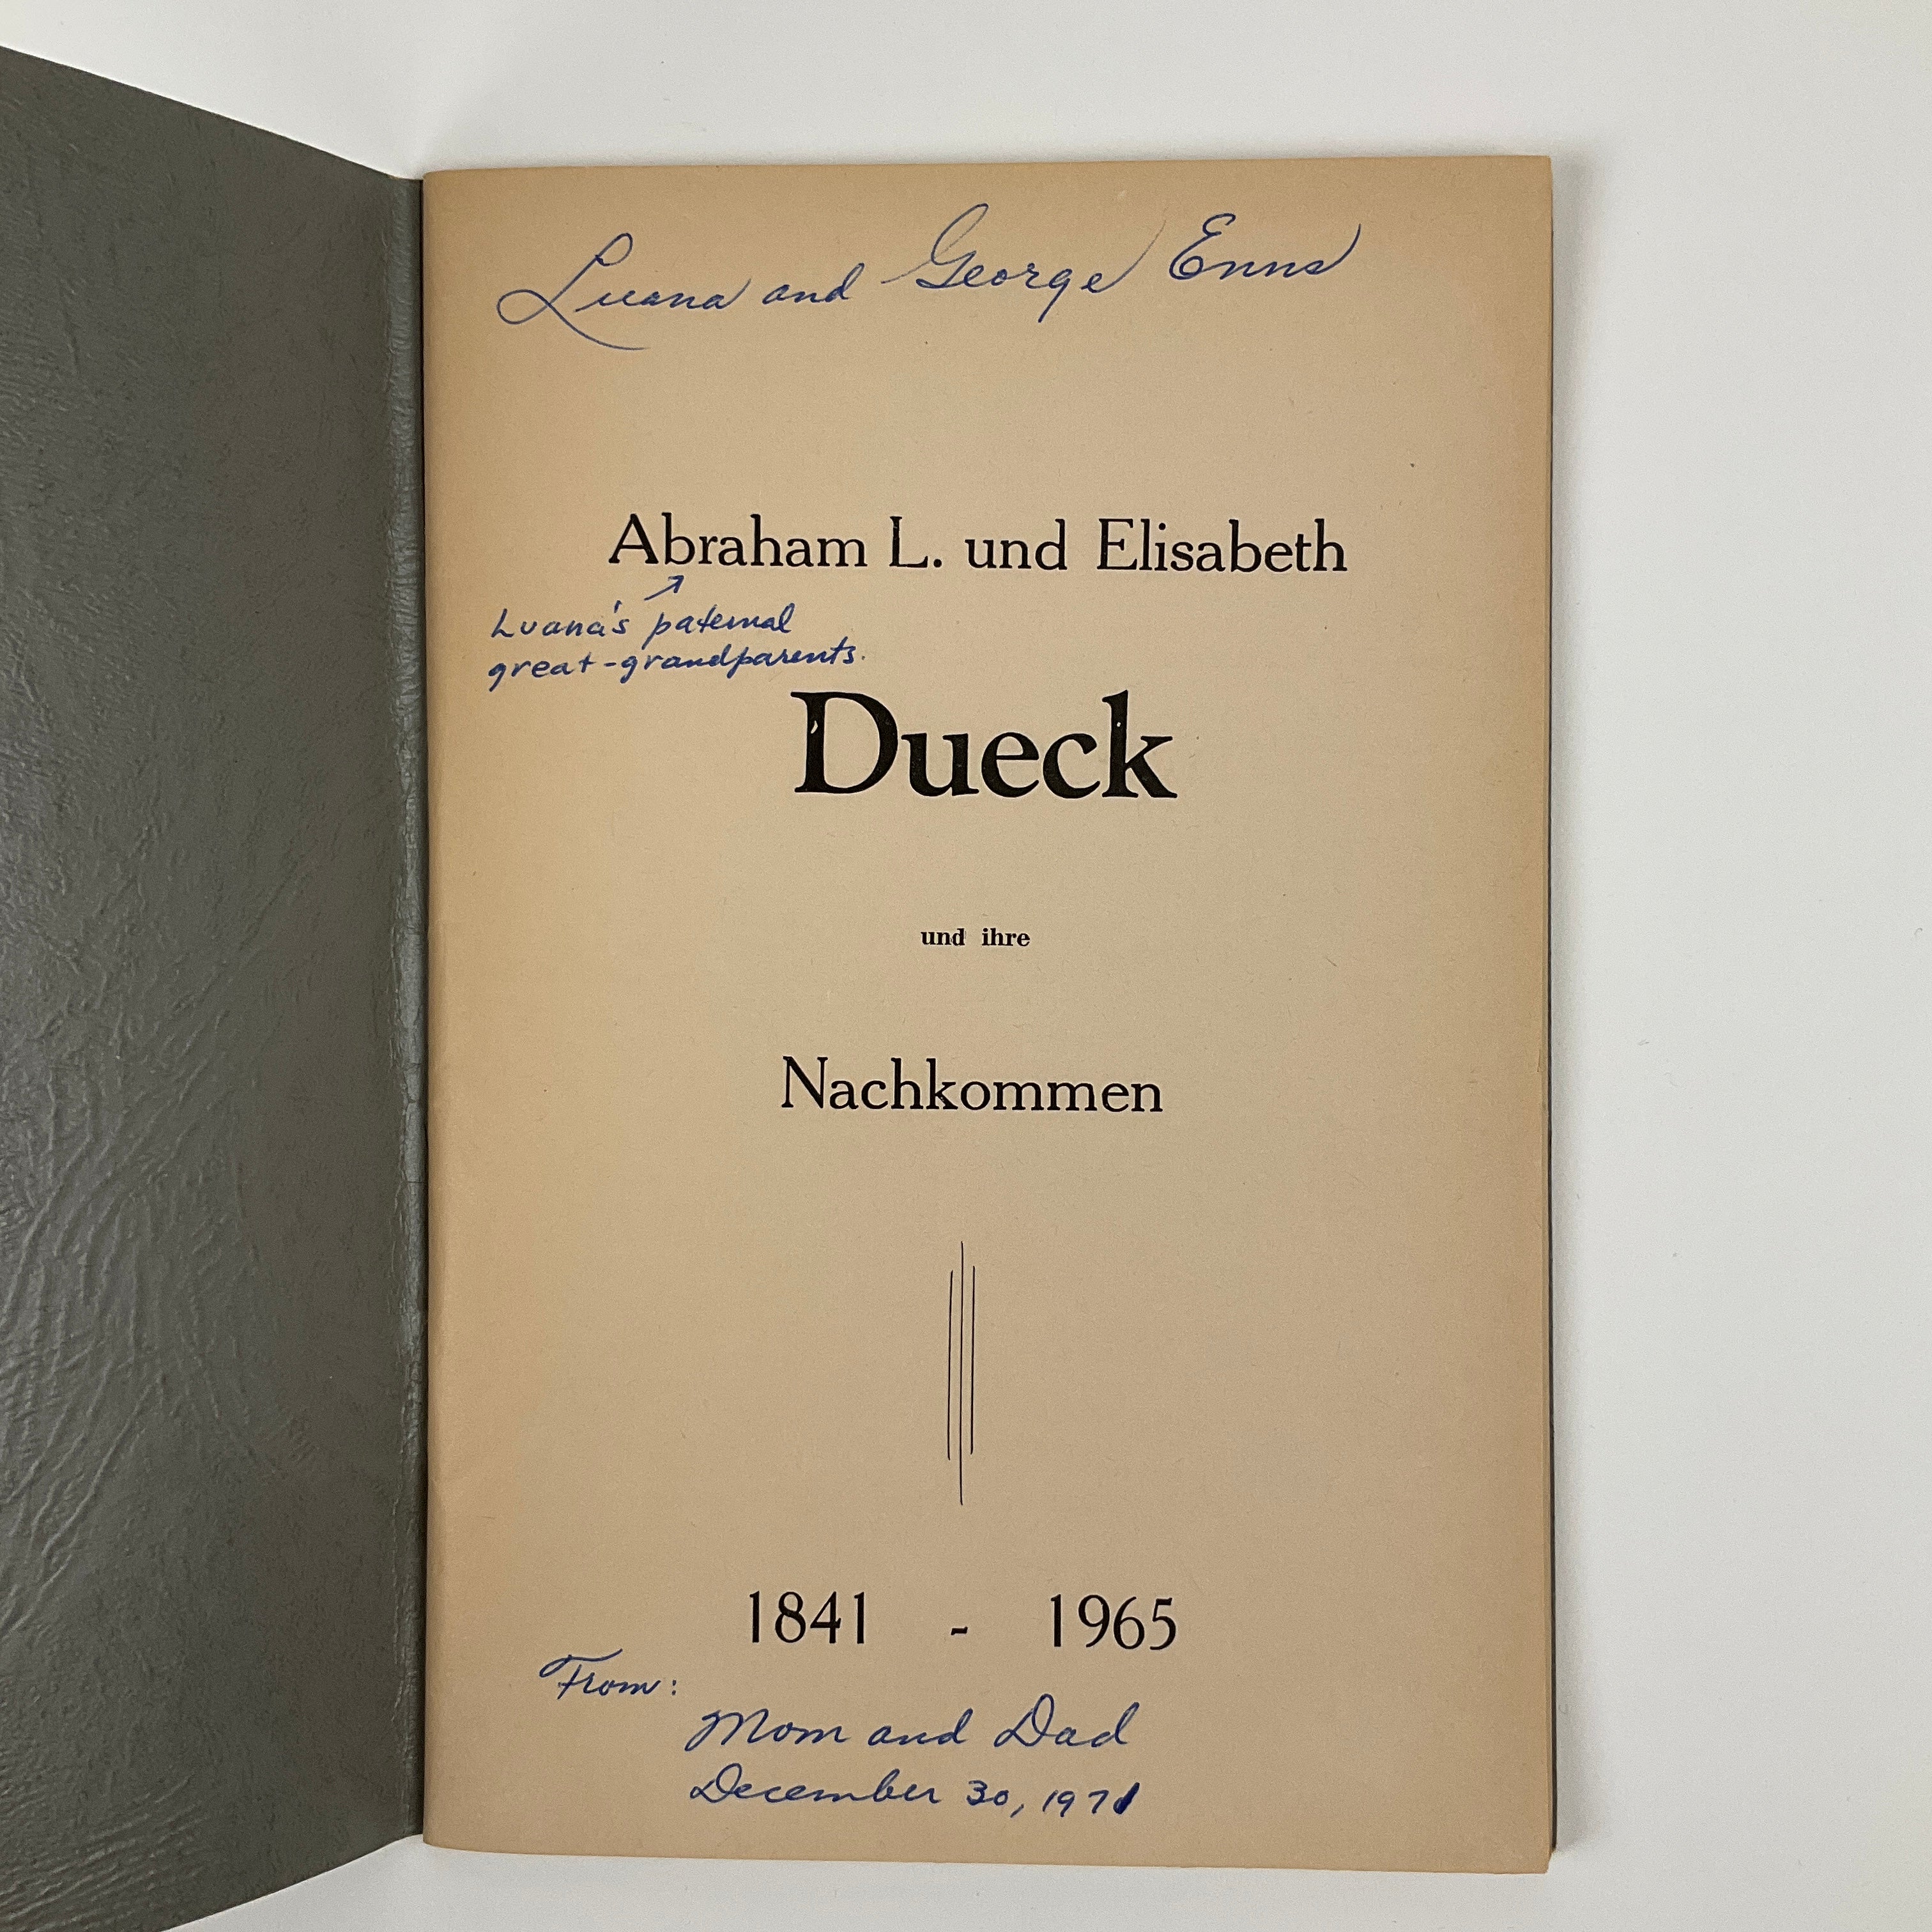 Luana and George Enns
Abraham L. und Elisabeth
↗
Luana's paternal
great-grandparents.
Dueck
und ihre
Nachkommen
1841 - 1965
From:
Mom and Dad
December 30, 1971